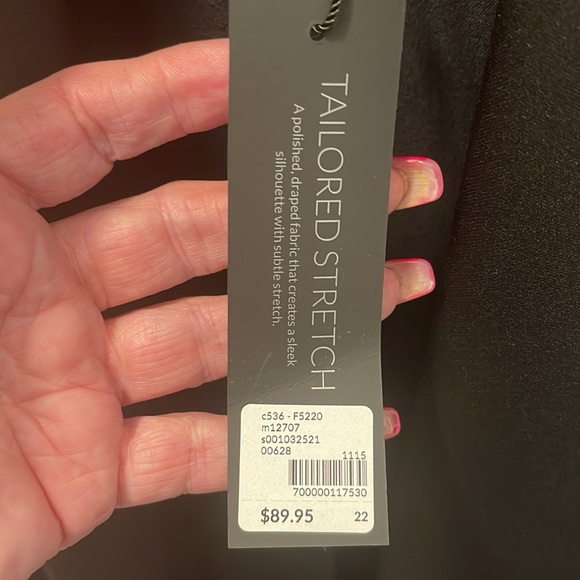 TAILORED STRETCH
A polished, draped fabric that creates a sleek
silhouette with subtle stretch.
c536 - F5220
m12707
s001032521
00628
1115
700000117530
$89.95
22